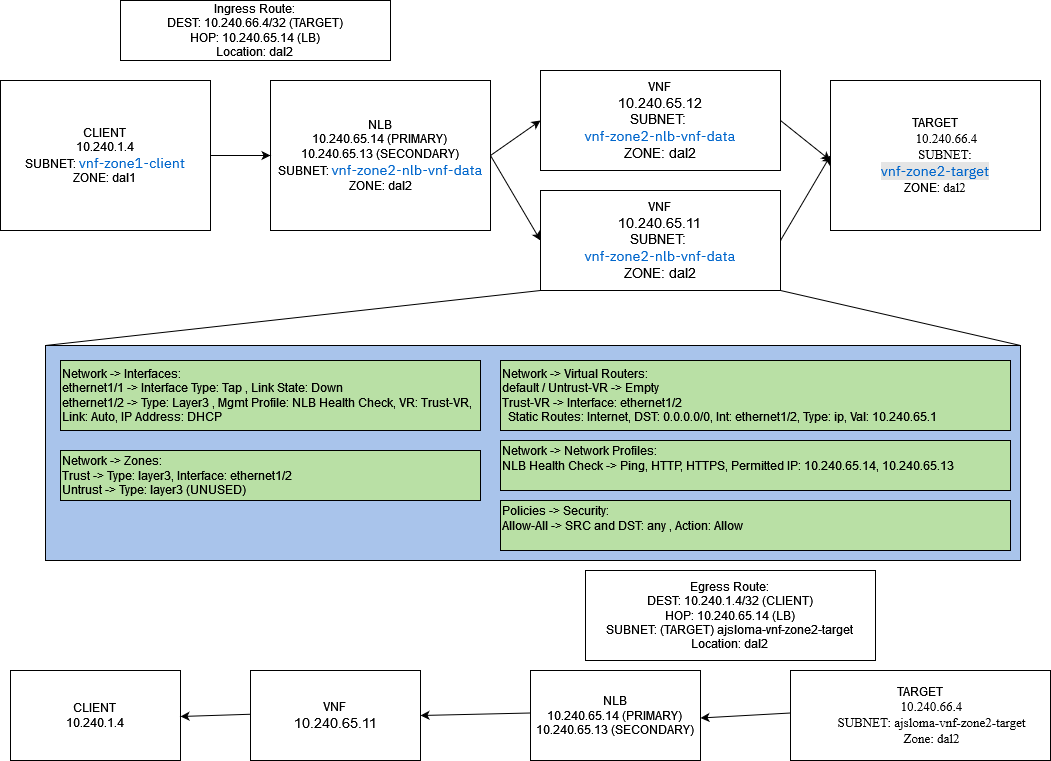 Ingress Route:
DEST: 10.240.66.4/32 (TARGET)
HOP: 10.240.65.14 (LB)
Location: dal2
CLIENT
10.240.1.4
SUBNET: vnf-zone1-client
ZONE: dal1
NLB
10.240.65.14 (PRIMARY)
10.240.65.13 (SECONDARY)
SUBNET: vnf-zone2-nlb-vnf-data
ZONE: dal2
VNF
10.240.65.12
SUBNET:
vnf-zone2-nlb-vnf-data
ZONE: dal2
VNF
10.240.65.11
SUBNET:
vnf-zone2-nlb-vnf-data
ZONE: dal2
TARGET
10.240.66.4
SUBNET:
vnf-zone2-target
ZONE: dal2
Network -> Interfaces:
ethernet1/1 -> Interface Type: Tap , Link State: Down
ethernet1/2 -> Type: Layer3 , Mgmt Profile: NLB Health Check, VR: Trust-VR,
Link: Auto, IP Address: DHCP
Network -> Zones:
Trust -> Type: layer3, Interface: ethernet1/2
Untrust -> Type: layer3 (UNUSED)
Network -> Virtual Routers:
default / Untrust-VR -> Empty
Trust-VR -> Interface: ethernet1/2
Static Routes: Internet, DST: 0.0.0.0/0, Int: ethernet1/2, Type: ip, Val: 10.240.65.1
Network -> Network Profiles:
NLB Health Check -> Ping, HTTP, HTTPS, Permitted IP: 10.240.65.14, 10.240.65.13
Policies -> Security:
Allow-All -> SRC and DST: any , Action: Allow
Egress Route:
DEST: 10.240.1.4/32 (CLIENT)
HOP: 10.240.65.14 (LB)
SUBNET: (TARGET) ajsloma-vnf-zone2-target
Location: dal2
CLIENT
10.240.1.4
VNF
10.240.65.11
NLB
10.240.65.14 (PRIMARY)
10.240.65.13 (SECONDARY)
TARGET
10.240.66.4
SUBNET: ajsloma-vnf-zone2-target
Zone: dal2